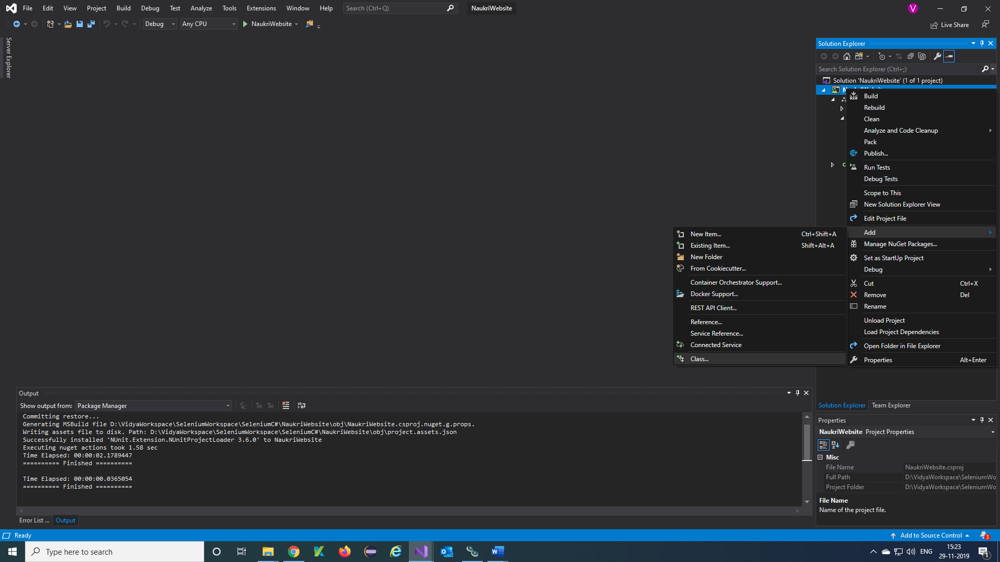 File Edit View Project Build Debug Test Analyze Tools Extensions Window Help Search (Ctrl+Q) NaukriWebsite V
Debug Any CPU NaukriWebsite Live Share
Server Explorer
Solution Explorer
Search Solution Explorer (Ctrl+;)
Solution 'NaukriWebsite' (1 of 1 project)
Build
Rebuild
Clean
Analyze and Code Cleanup
Pack
Publish...
Run Tests
Debug Tests
Scope to This
New Solution Explorer View
Edit Project File
Add
Manage NuGet Packages...
Set as StartUp Project
Debug
Cut Ctrl+X
Remove Del
Rename
Unload Project
Load Project Dependencies
Open Folder in File Explorer
Properties Alt+Enter
New Item... Ctrl+Shift+A
Existing Item... Shift+Alt+A
New Folder
From Cookiecutter...
Container Orchestrator Support...
Docker Support...
REST API Client...
Reference...
Service Reference...
Connected Service
Class...
Output
Show output from: Package Manager
Committing restore...
Generating MSBuild file D:\VidyaWorkspace\SeleniumWorkspace\SeleniumC#\NaukriWebsite\obj\NaukriWebsite.csproj.nuget.g.props.
Writing assets file to disk. Path: D:\VidyaWorkspace\SeleniumWorkspace\SeleniumC#\NaukriWebsite\obj\project.assets.json
Successfully installed 'NUnit.Extension.NUnitProjectLoader 3.6.0' to NaukriWebsite
Executing nuget actions took 1.58 sec
Time Elapsed: 00:00:02.1789447
========== Finished ==========
Time Elapsed: 00:00:00.0365054
========== Finished ==========
Error List ... Output
Solution Explorer Team Explorer
Properties
NaukriWebsite Project Properties
Misc
File Name NaukriWebsite.csproj
Full Path D:\VidyaWorkspace\SeleniumWo
Project Folder D:\VidyaWorkspace\SeleniumWo
File Name
Name of the project file.
Ready Add to Source Control 3
Type here to search ENG 15:23
29-11-2019 1